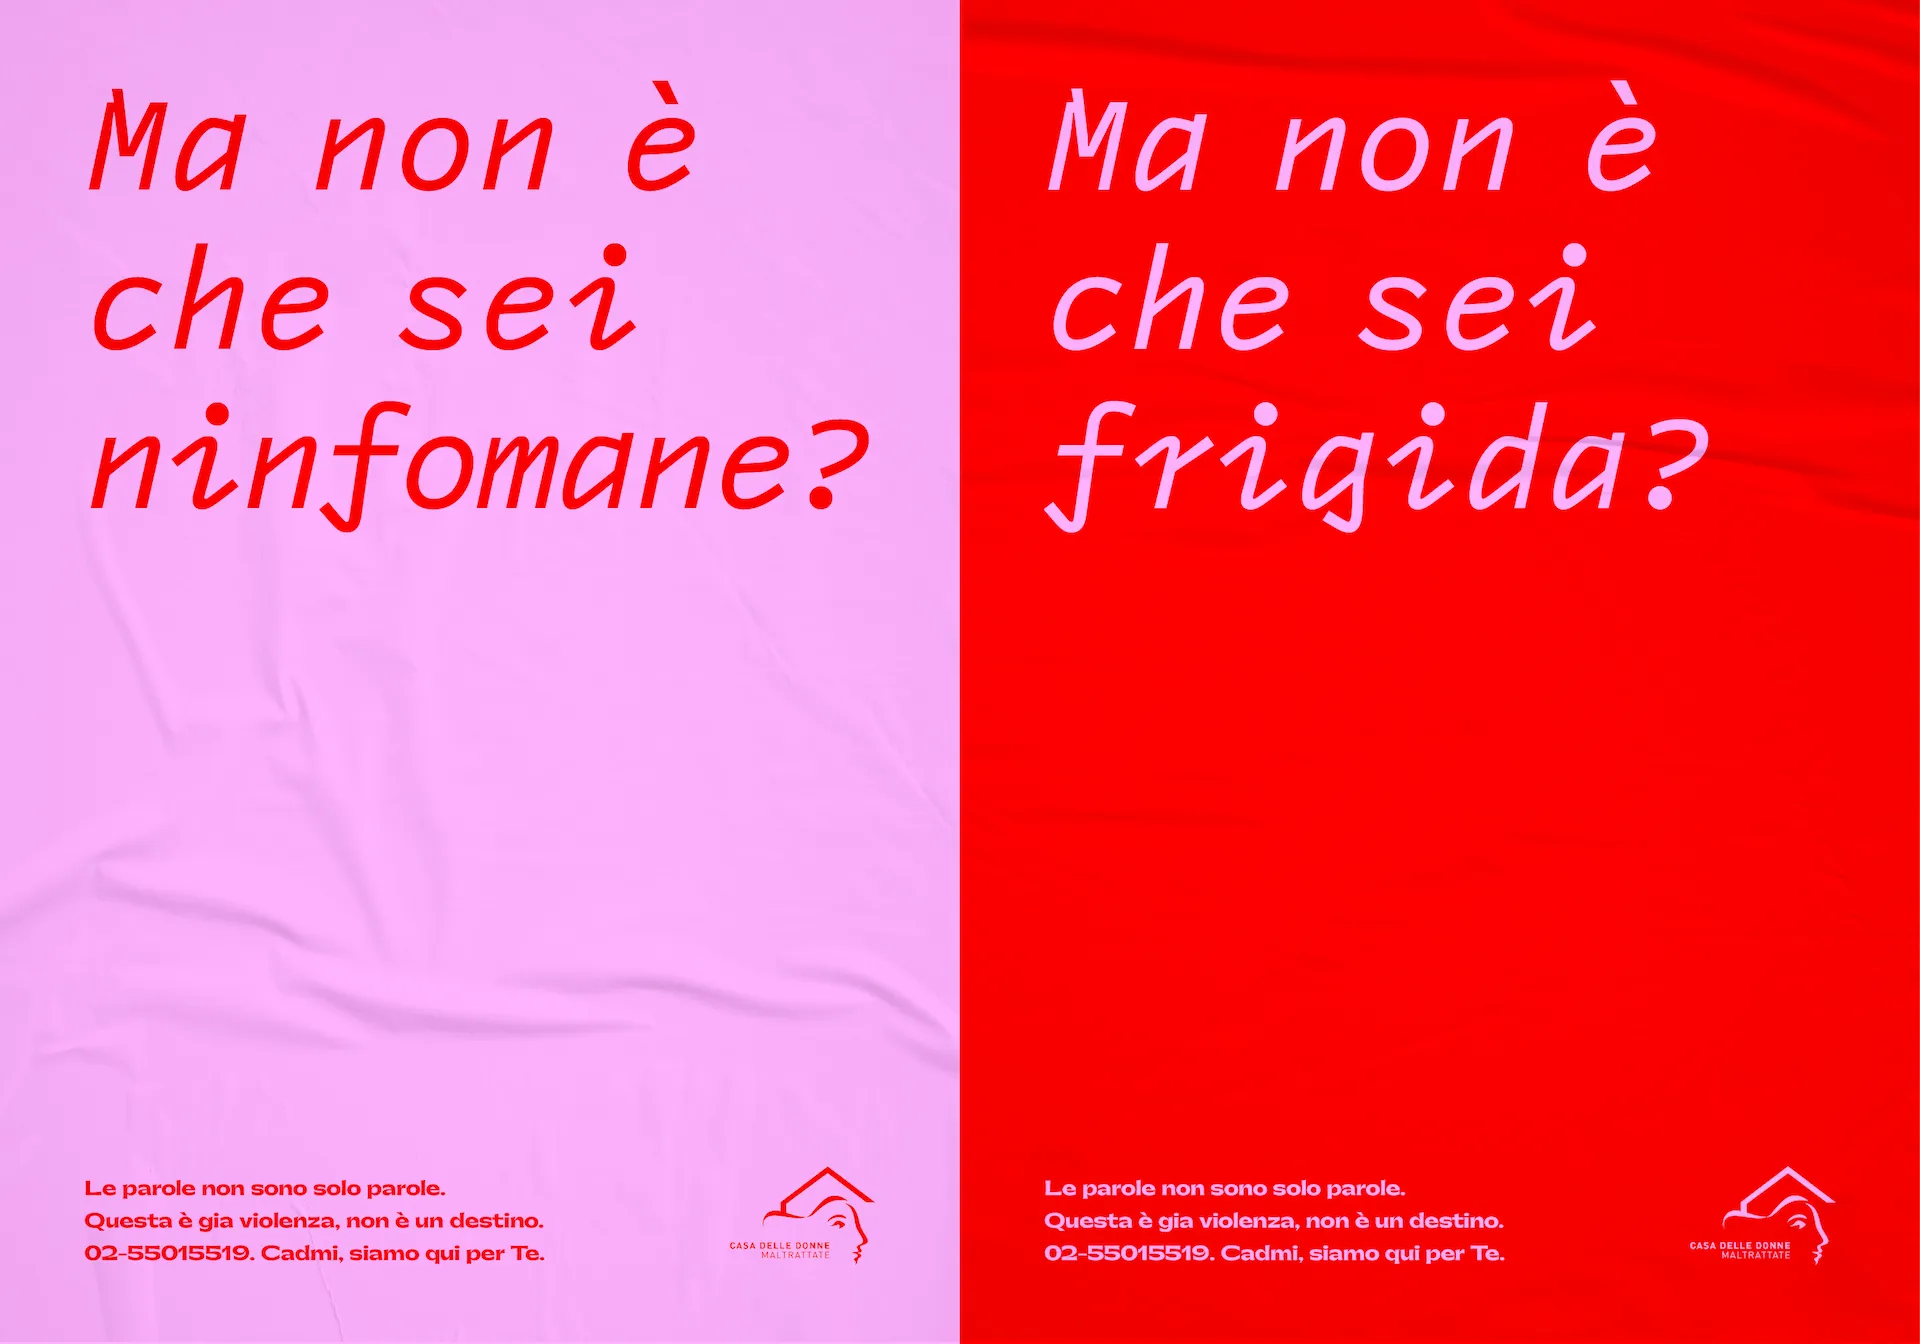 Ma non è
che sei
ninfomane?
Le parole non sono solo parole.
Questa è gia violenza, non è un destino.
02-55015519. Cadmi, siamo qui per Te.
CASA DELLE DONNE
MALTRATTATE
Ma non è
che sei
frigida?
Le parole non sono solo parole.
Questa è gia violenza, non è un destino.
02-55015519. Cadmi, siamo qui per Te.
CASA DELLE DONNE
MALTRATTATE